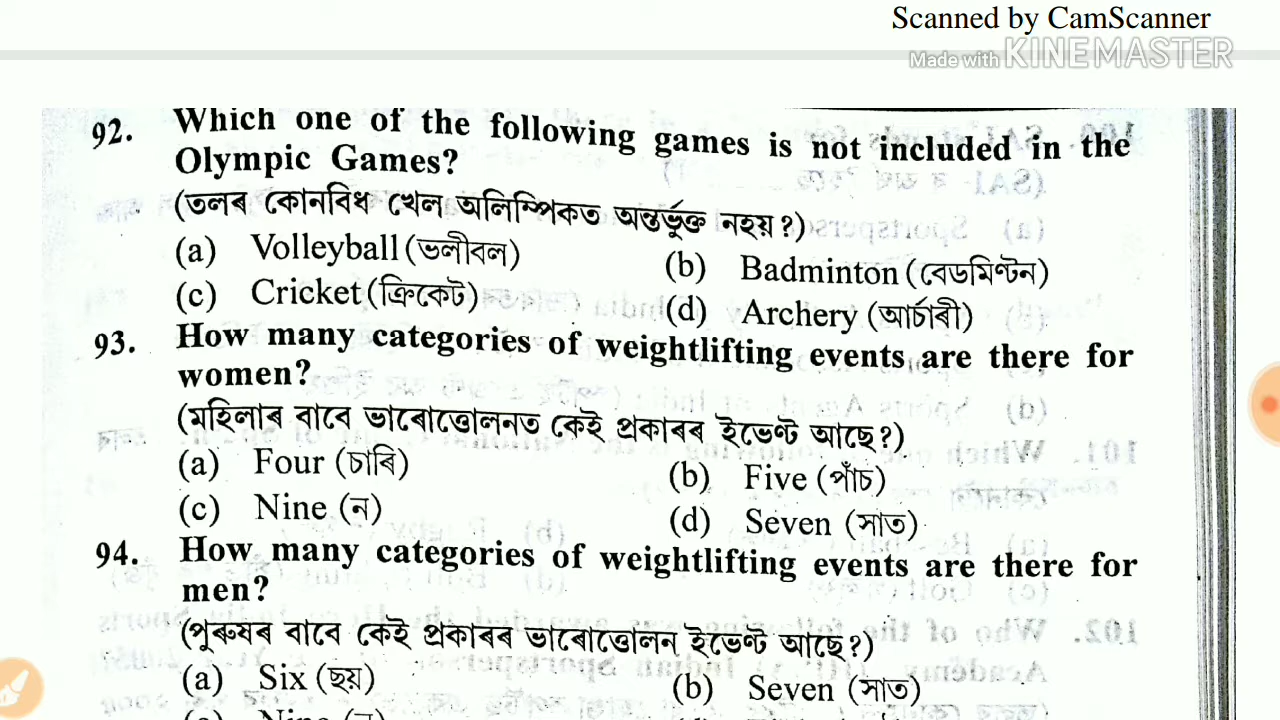 Scanned by CamScanner
Made with KINEMASTER
92. Which one of the following games is not included in the
Olympic Games?
(তলৰ কোনবিধ খেল অলিম্পিকত অন্তৰ্ভুক্ত নহয়?)
(a) Volleyball (ভলীবল) (b) Badminton (বেডমিণ্টন)
(c) Cricket (ক্ৰিকেট) (d) Archery (আৰ্চাৰী)
93. How many categories of weightlifting events are there for
women?
(মহিলাৰ বাবে ভাৰোত্তোলনত কেই প্ৰকাৰৰ ইভেণ্ট আছে?)
(a) Four (চাৰি) (b) Five (পাঁচ)
(c) Nine (ন) (d) Seven (সাত)
94. How many categories of weightlifting events are there for
men?
(পুৰুষৰ বাবে কেই প্ৰকাৰৰ ভাৰোত্তোলন ইভেণ্ট আছে?)
(a) Six (ছয়) (b) Seven (সাত)